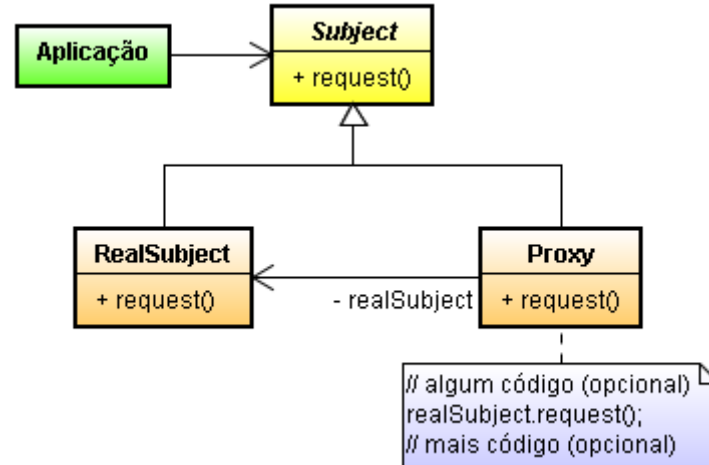 Aplicação
Subject
+ request()
RealSubject
+ request()
- realSubject
Proxy
+ request()
// algum código (opcional)
realSubject.request();
// mais código (opcional)